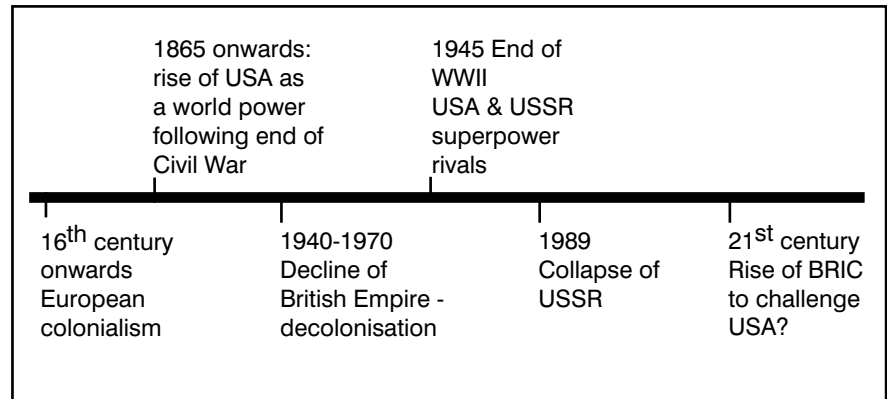 1865 onwards:
rise of USA as
a world power
following end of
Civil War
1945 End of
WWII
USA & USSR
superpower
rivals
16th century
onwards
European
colonialism
1940-1970
Decline of
British Empire -
decolonisation
1989
Collapse of
USSR
21st century
Rise of BRIC
to challenge
USA?